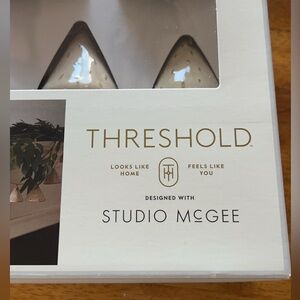 THRESHOLD
LOOKS LIKE FEELS LIKE
HOME YOU
DESIGNED WITH
STUDIO McGEE